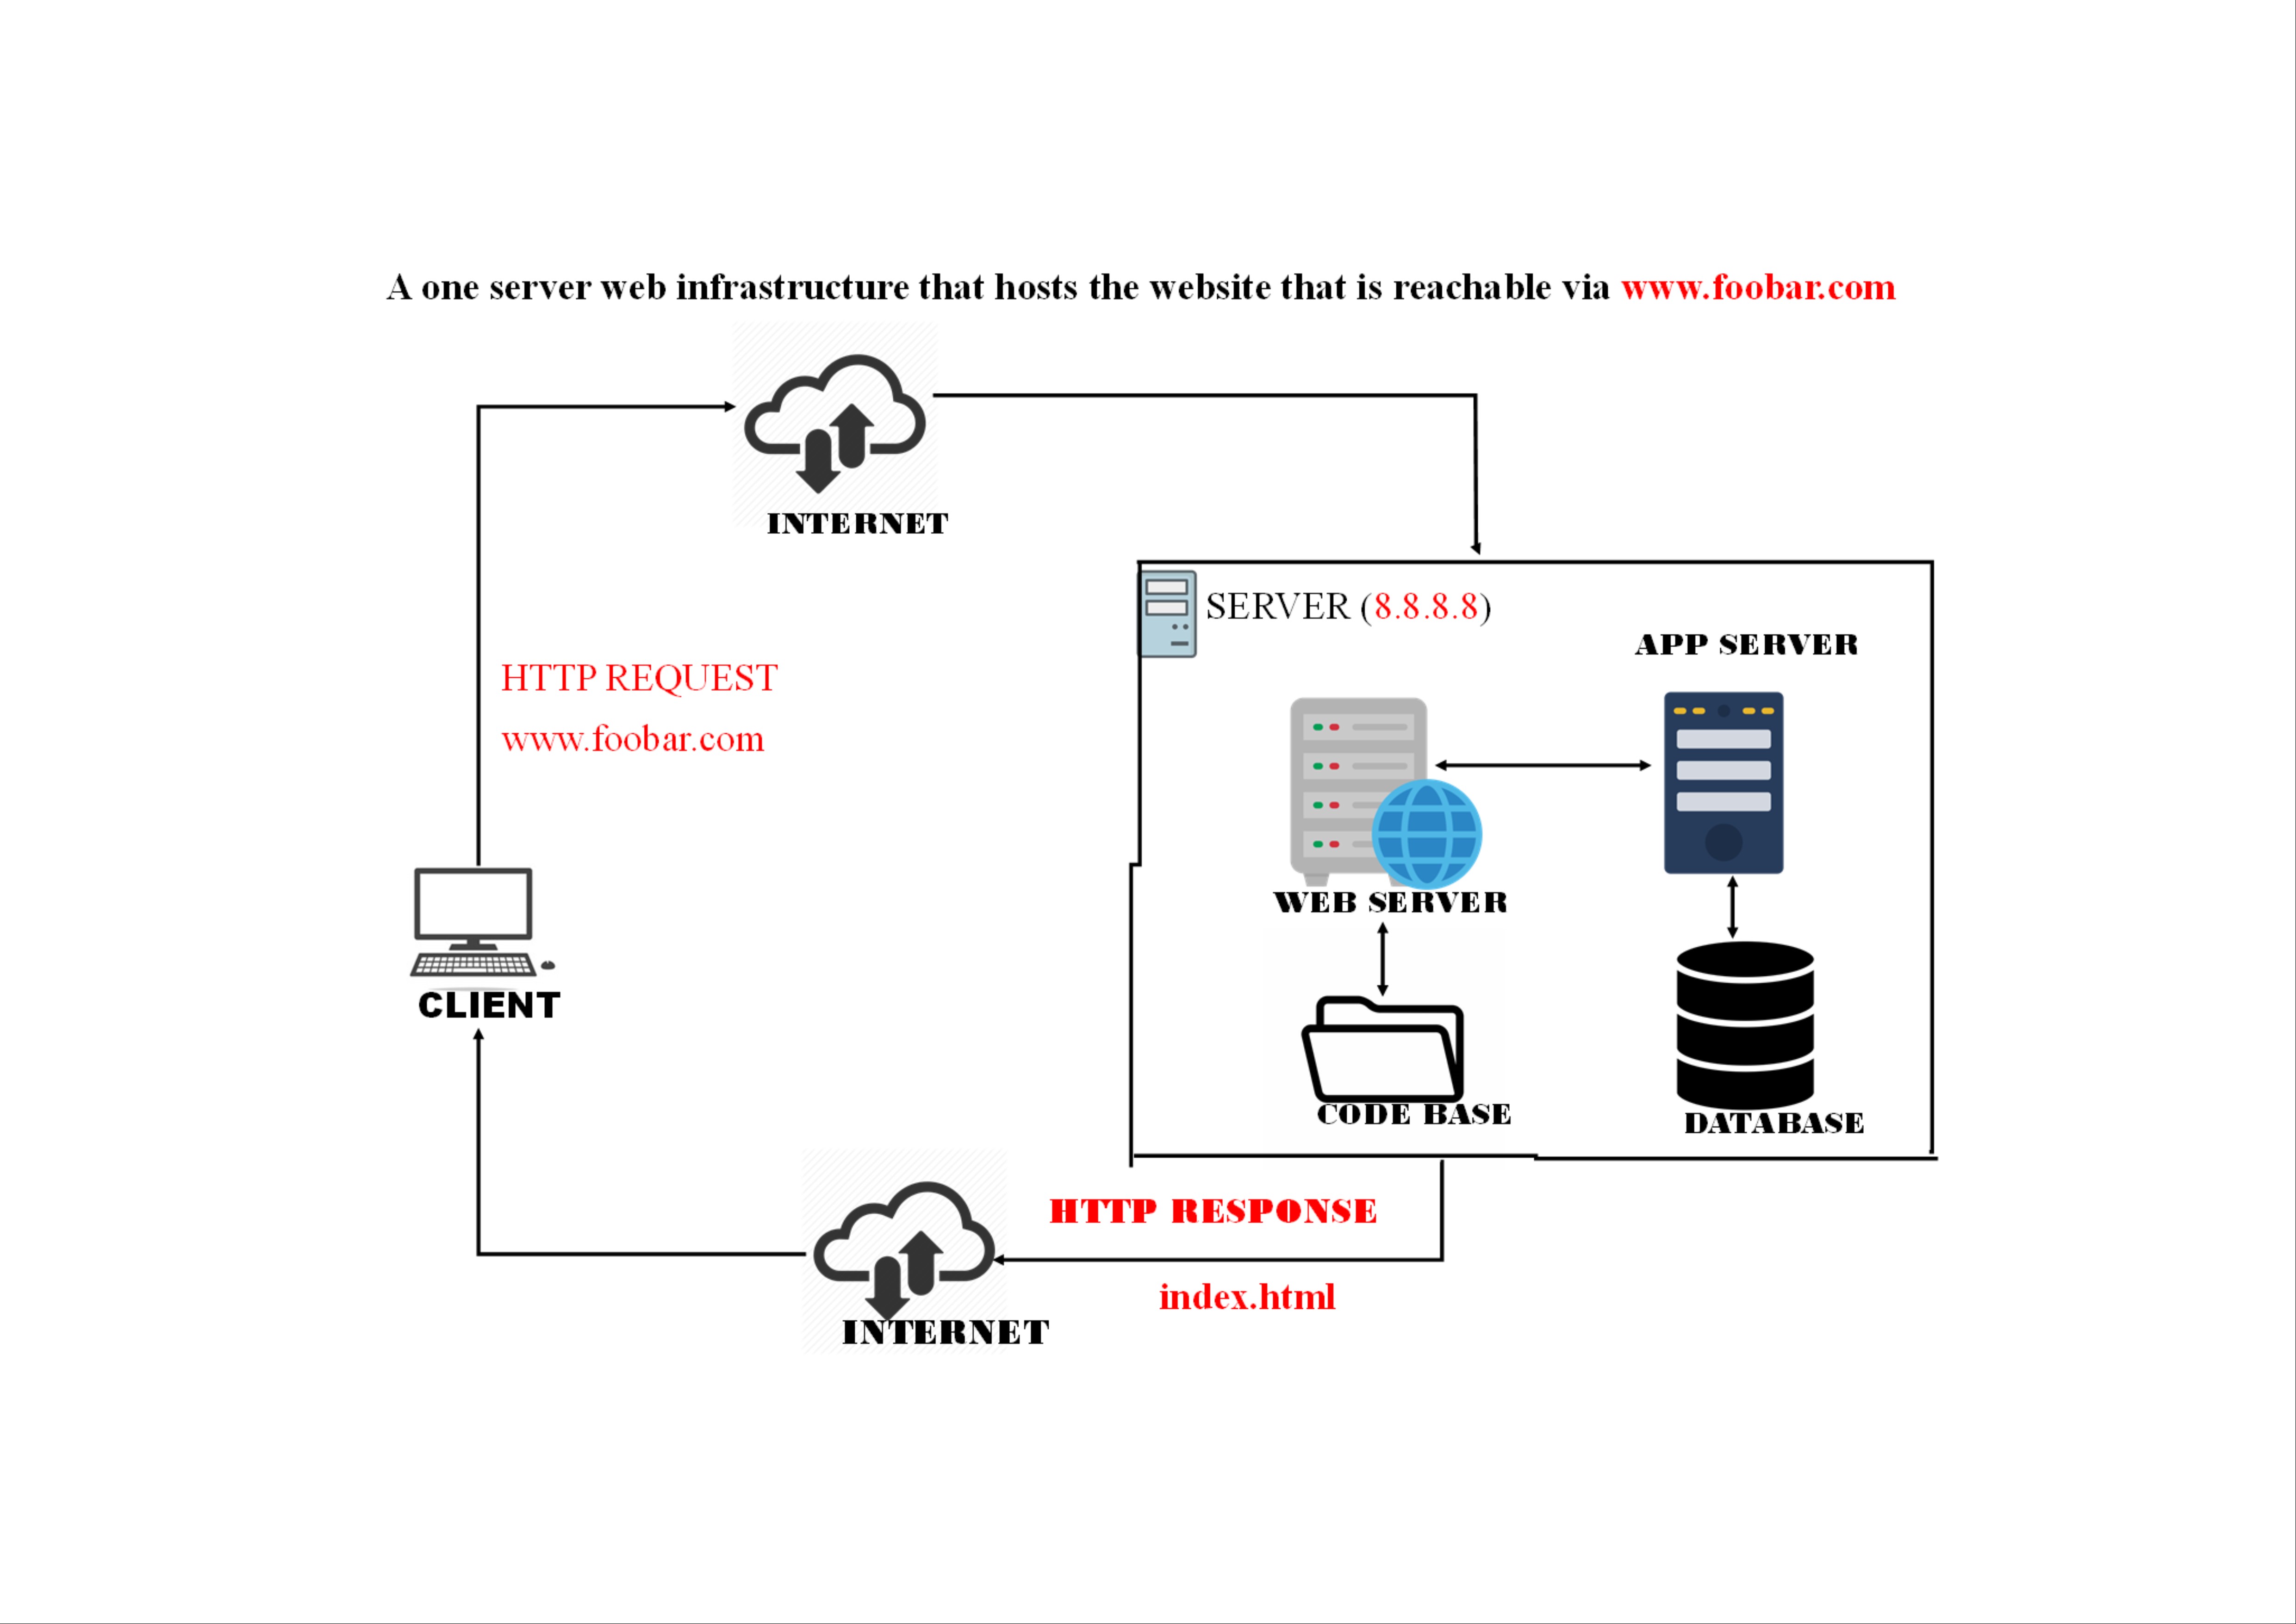 A one server web infrastructure that hosts the website that is reachable via www.foobar.com
INTERNET
SERVER (8.8.8.8)
APP SERVER
HTTP REQUEST
www.foobar.com
WEB SERVER
CLIENT
CODE BASE
DATABASE
HTTP RESPONSE
index.html
INTERNET